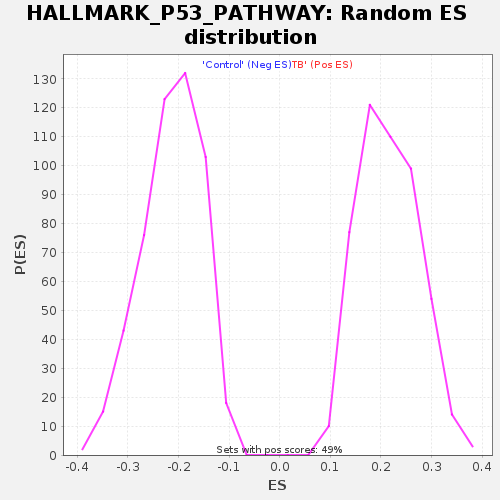 HALLMARK_P53_PATHWAY: Random ES
distribution
'Control' (Neg ES)TB' (Pos ES)
P(ES)
130
120
110
100
90
80
70
60
50
40
30
20
10
0
Sets with pos scores: 49%
-0.4 -0.3 -0.2 -0.1 0.0 0.1 0.2 0.3 0.4
ES